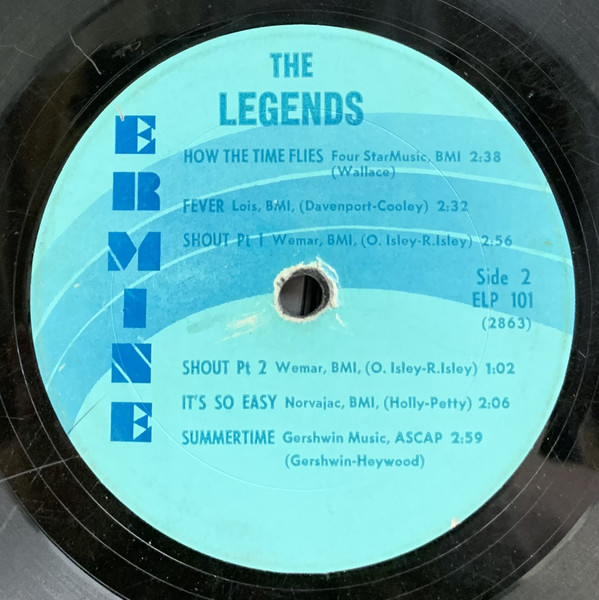 THE
LEGENDS
ERMINE
HOW THE TIME FLIES Four StarMusic, BMI 2:38
(Wallace)
FEVER Lois, BMI, (Davenport-Cooley) 2:32
SHOUT Pt 1 Wemar, BMI, (O. Isley-R.Isley) 2:56
Side 2
ELP 101
(2863)
SHOUT Pt 2 Wemar, BMI, (O. Isley-R.Isley) 1:02
IT'S SO EASY Norvajac, BMI, (Holly-Petty) 2:06
SUMMERTIME Gershwin Music, ASCAP 2:59
(Gershwin-Heywood)